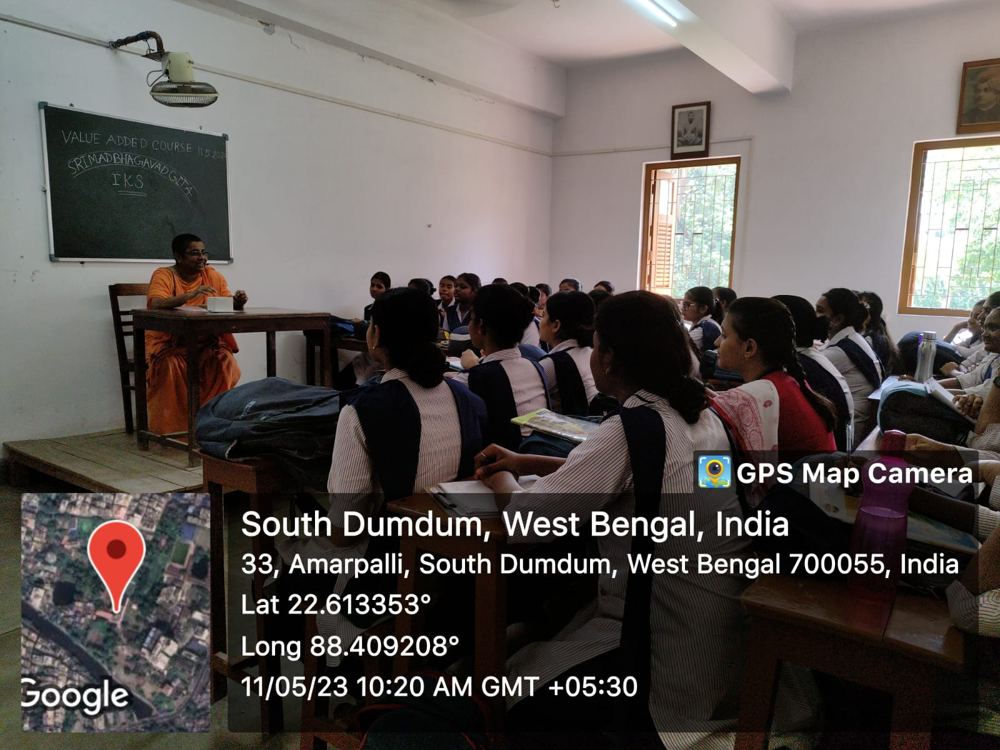 VALUE ADDED COURSE 11.5.2023
SRIMADBHAGAVADGITA
IKS
GPS Map Camera
South Dumdum, West Bengal, India
33, Amarpalli, South Dumdum, West Bengal 700055, India
Lat 22.613353°
Long 88.409208°
11/05/23 10:20 AM GMT +05:30
Google